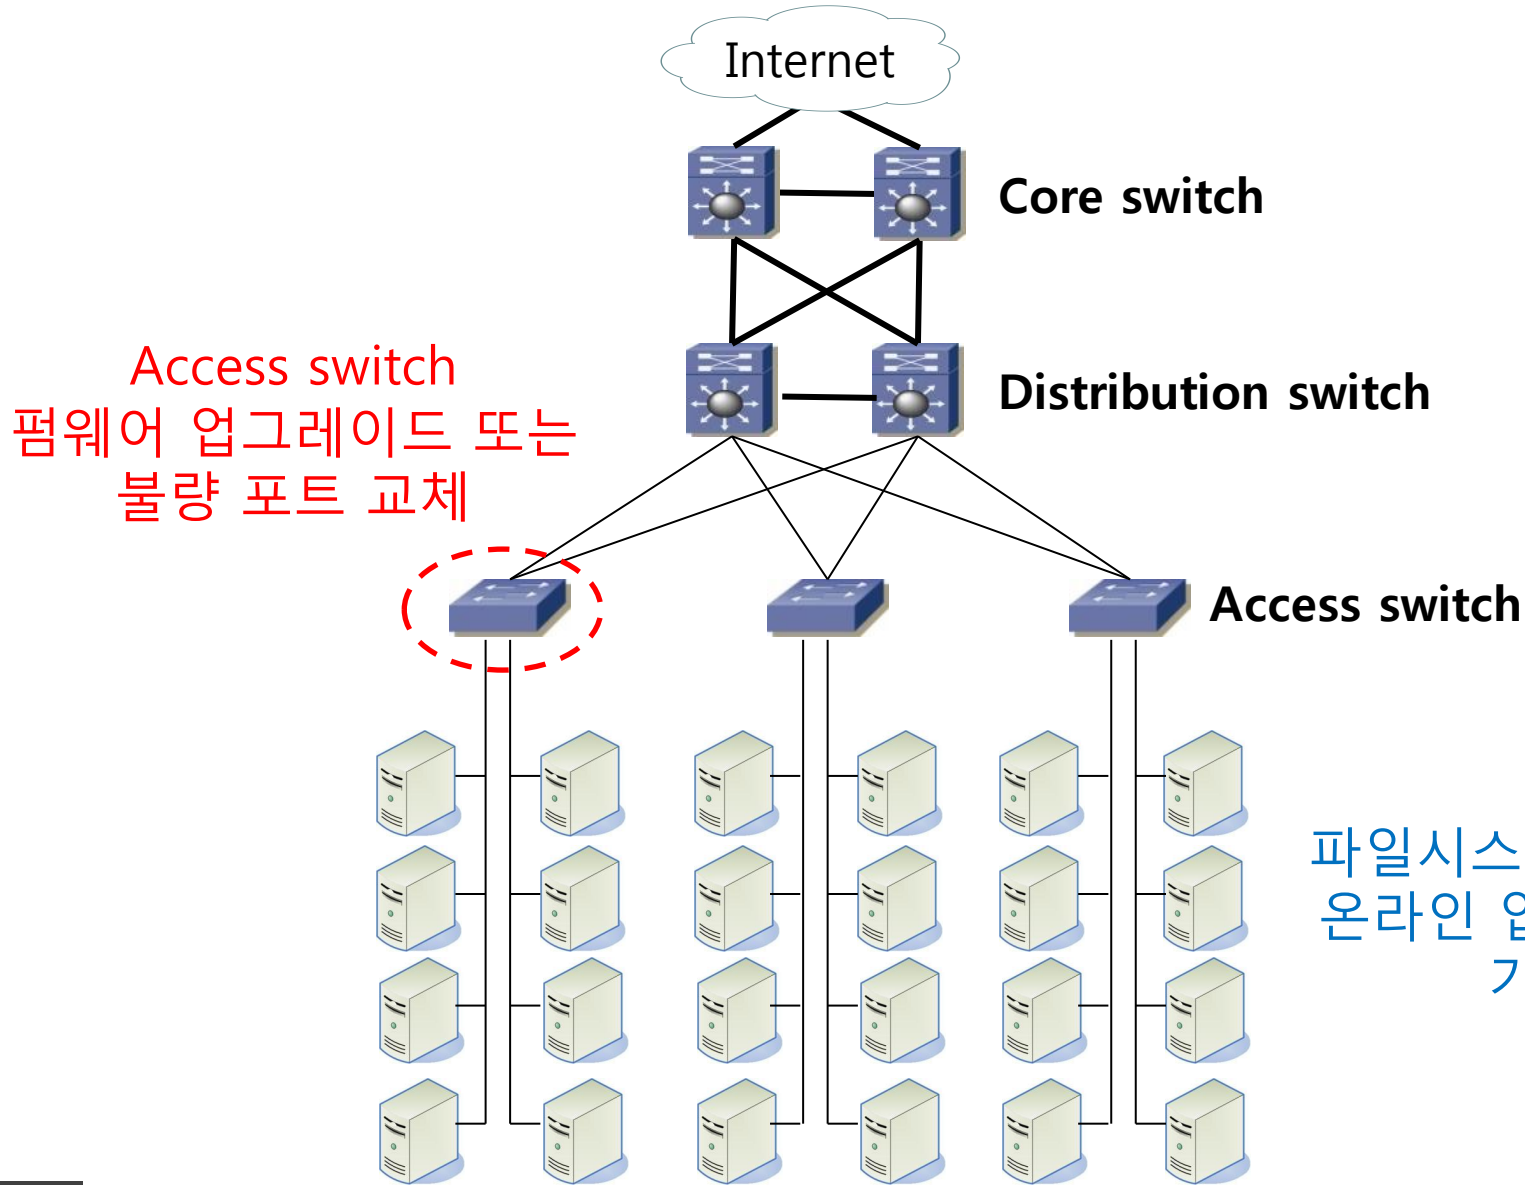 Internet
Core switch
Access switch
펌웨어 업그레이드 또는
불량 포트 교체
Distribution switch
Access switch
파일시스
온라인